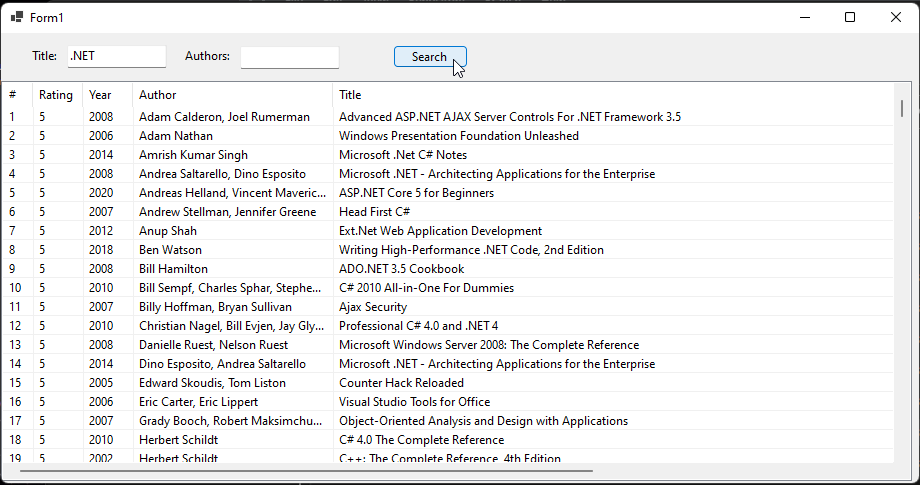 Form1
Title: .NET Authors: Search
# Rating Year Author Title
1 5 2008 Adam Calderon, Joel Rumerman Advanced ASP.NET AJAX Server Controls For .NET Framework 3.5
2 5 2006 Adam Nathan Windows Presentation Foundation Unleashed
3 5 2014 Amrish Kumar Singh Microsoft .Net C# Notes
4 5 2008 Andrea Saltarello, Dino Esposito Microsoft .NET - Architecting Applications for the Enterprise
5 5 2020 Andreas Helland, Vincent Maveric... ASP.NET Core 5 for Beginners
6 5 2007 Andrew Stellman, Jennifer Greene Head First C#
7 5 2012 Anup Shah Ext.Net Web Application Development
8 5 2018 Ben Watson Writing High-Performance .NET Code, 2nd Edition
9 5 2008 Bill Hamilton ADO.NET 3.5 Cookbook
10 5 2010 Bill Sempf, Charles Sphar, Stephe... C# 2010 All-in-One For Dummies
11 5 2007 Billy Hoffman, Bryan Sullivan Ajax Security
12 5 2010 Christian Nagel, Bill Evjen, Jay Gly... Professional C# 4.0 and .NET 4
13 5 2008 Danielle Ruest, Nelson Ruest Microsoft Windows Server 2008: The Complete Reference
14 5 2014 Dino Esposito, Andrea Saltarello Microsoft .NET - Architecting Applications for the Enterprise
15 5 2005 Edward Skoudis, Tom Liston Counter Hack Reloaded
16 5 2006 Eric Carter, Eric Lippert Visual Studio Tools for Office
17 5 2007 Grady Booch, Robert Maksimchu... Object-Oriented Analysis and Design with Applications
18 5 2010 Herbert Schildt C# 4.0 The Complete Reference
19 5 2002 Herbert Schildt C++: The Complete Reference, 4th Edition